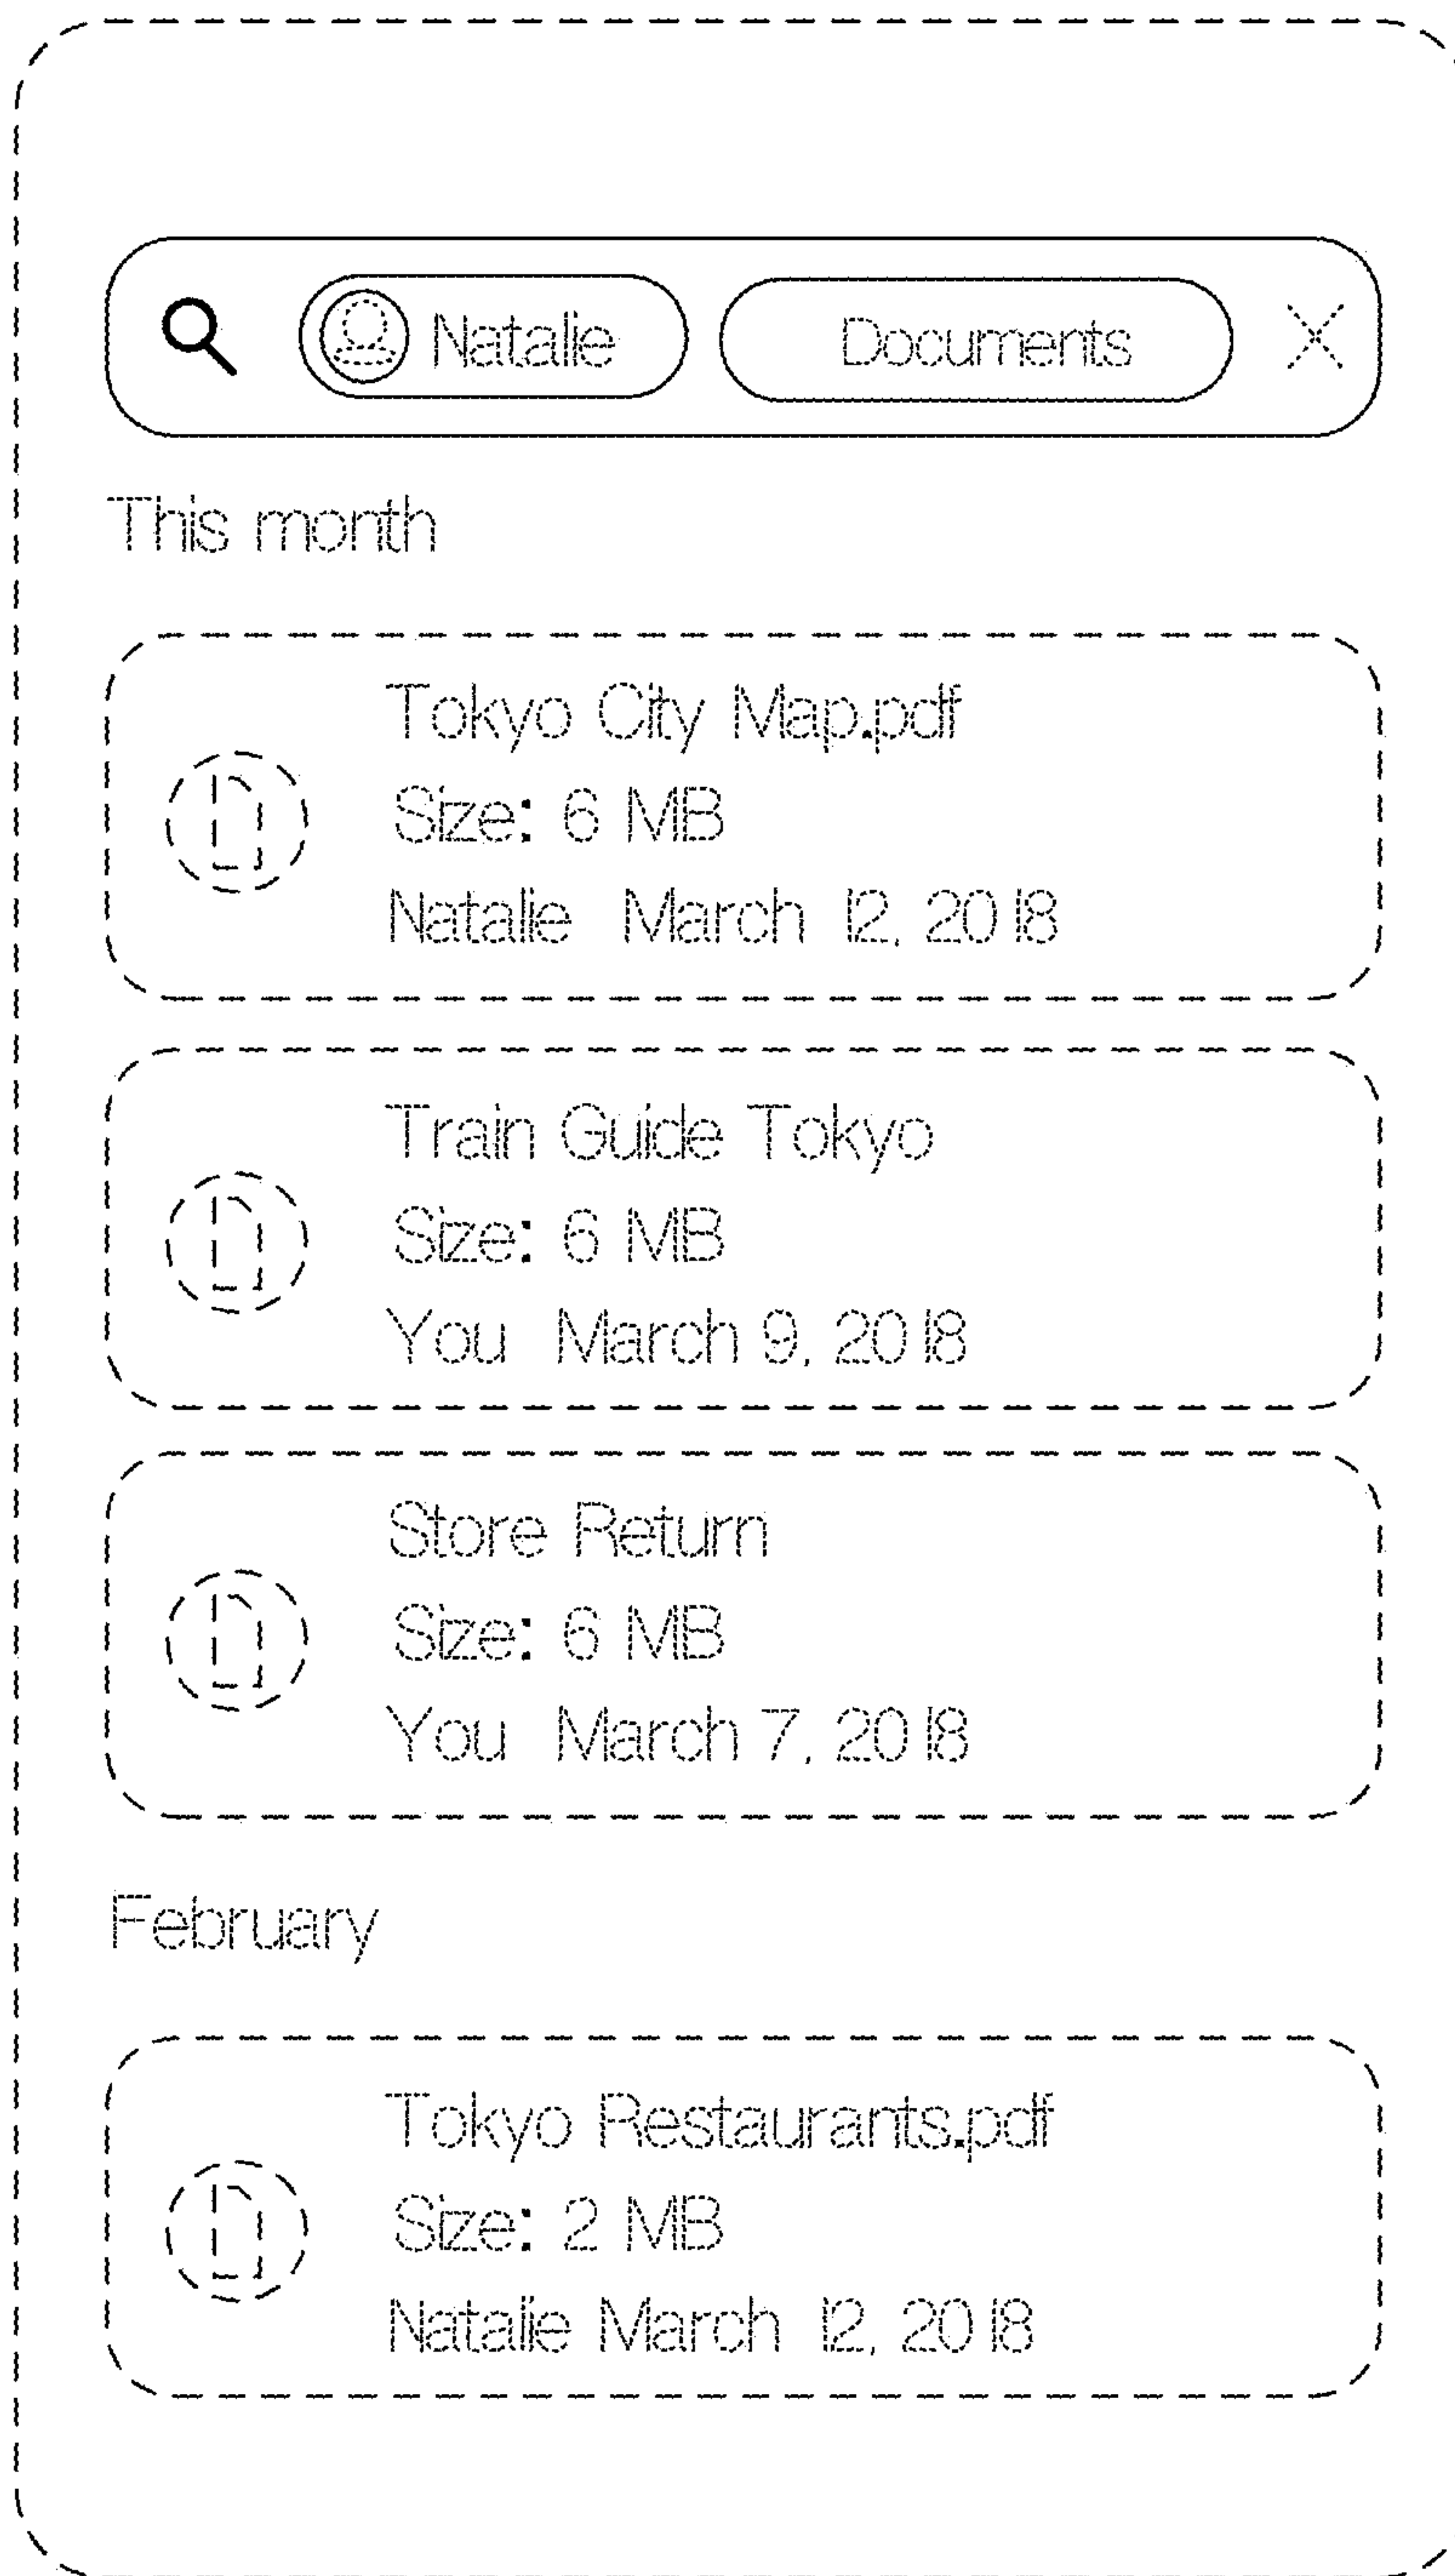 Natalie Documents
This month
Tokyo City Map.pdf
Size: 6 MB
Natalie March 12, 2018
Train Guide Tokyo
Size: 6 MB
You March 9, 2018
Store Return
Size: 6 MB
You March 7, 2018
February
Tokyo Restaurants.pdf
Size: 2 MB
Natalie March 12, 2018